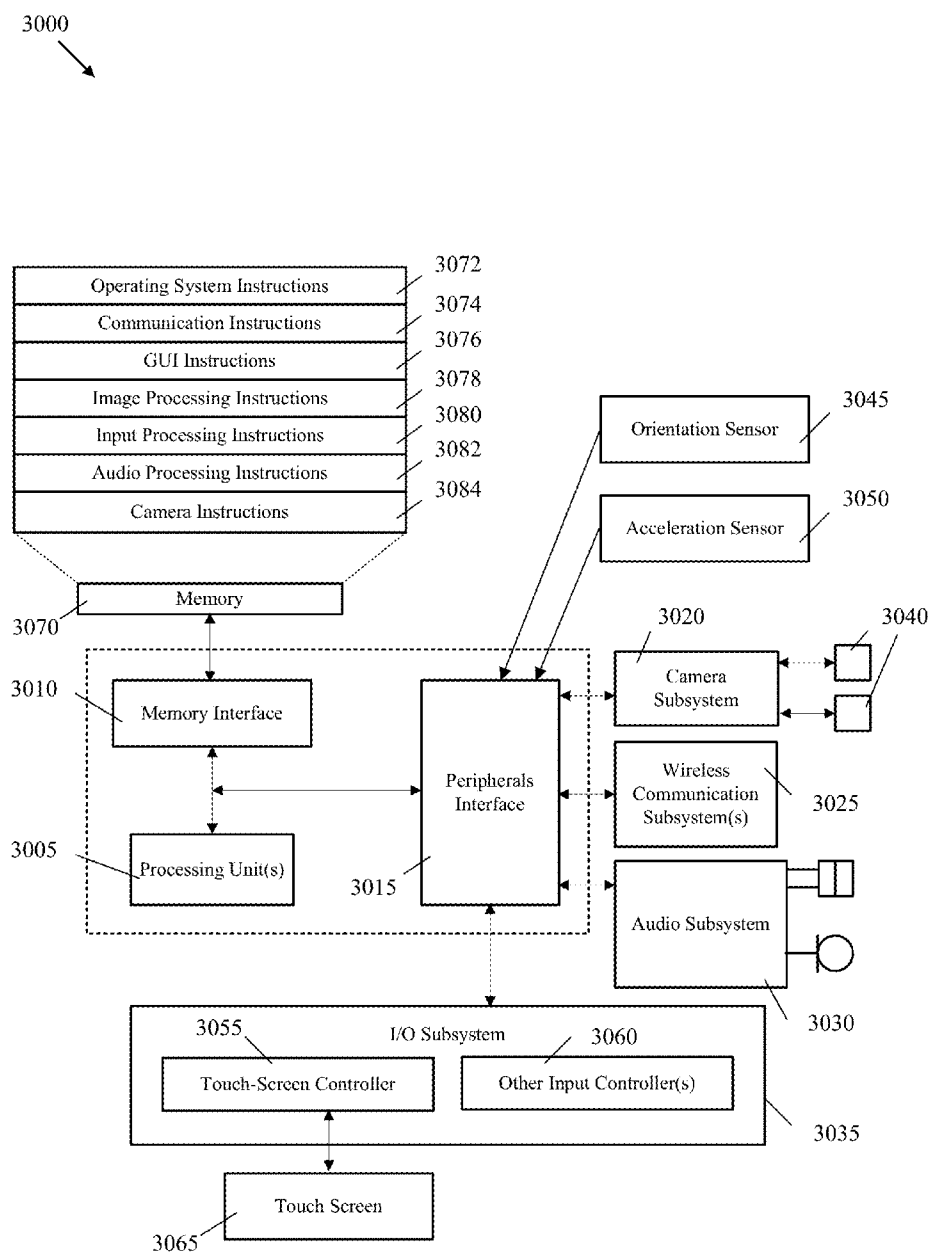 3000
Operating System Instructions
3072
Communication Instructions
3074
GUI Instructions
3076
Image Processing Instructions
3078
Input Processing Instructions
3080
Audio Processing Instructions
3082
Camera Instructions
3084
Memory
3070
Orientation Sensor
3045
Acceleration Sensor
3050
3020
3040
Camera
Subsystem
3010
Memory Interface
Peripherals
Interface
3015
Wireless
Communication
Subsystem(s)
3025
3005
Processing Unit(s)
Audio Subsystem
3030
I/O Subsystem
3055
Touch-Screen Controller
3060
Other Input Controller(s)
3035
Touch Screen
3065